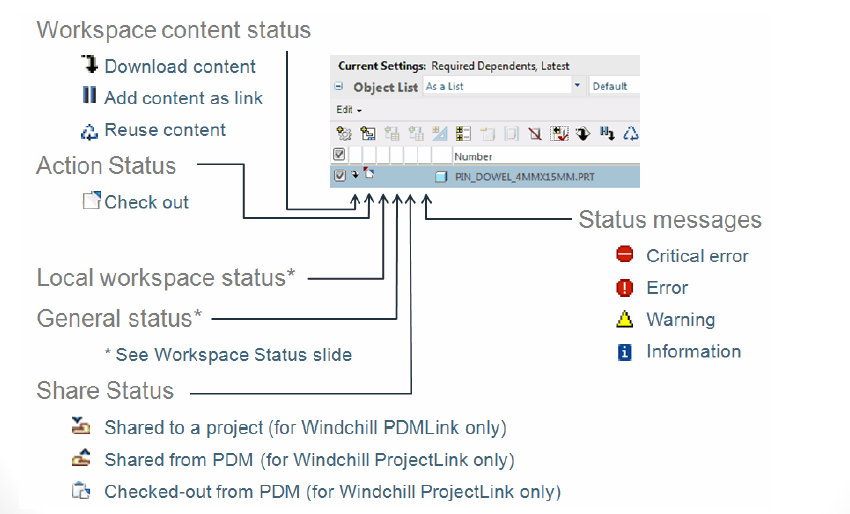 Workspace content status
Download content
Add content as link
Reuse content
Action Status
Check out
Local workspace status*
General status*
* See Workspace Status slide
Share Status
Shared to a project (for Windchill PDMLink only)
Shared from PDM (for Windchill ProjectLink only)
Checked-out from PDM (for Windchill ProjectLink only)
Current Settings: Required Dependents, Latest
Object List As a List Default
Edit
Number
PIN_DOWEL_4MMX15MM.PRT
Status messages
Critical error
Error
Warning
Information